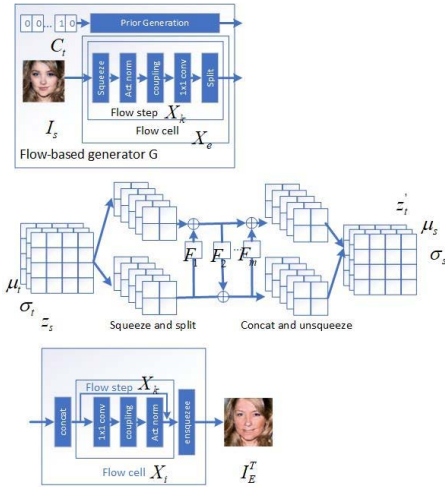 0 0 ... 1 0
Prior Generation
C_t
I_s
Squeeze
Act norm
coupling
1x1 conv
Split
Flow step X_k
Flow cell X_e
Flow-based generator G
μ_t
σ_t
z_s
F_1
F_2
...
F_m
z_t'
μ_s
σ_s
Squeeze and split
Concat and unsqueeze
Flow step X_k
concat
1x1 conv
coupling
Act norm
ensquezee
Flow cell X_i
I_E^T